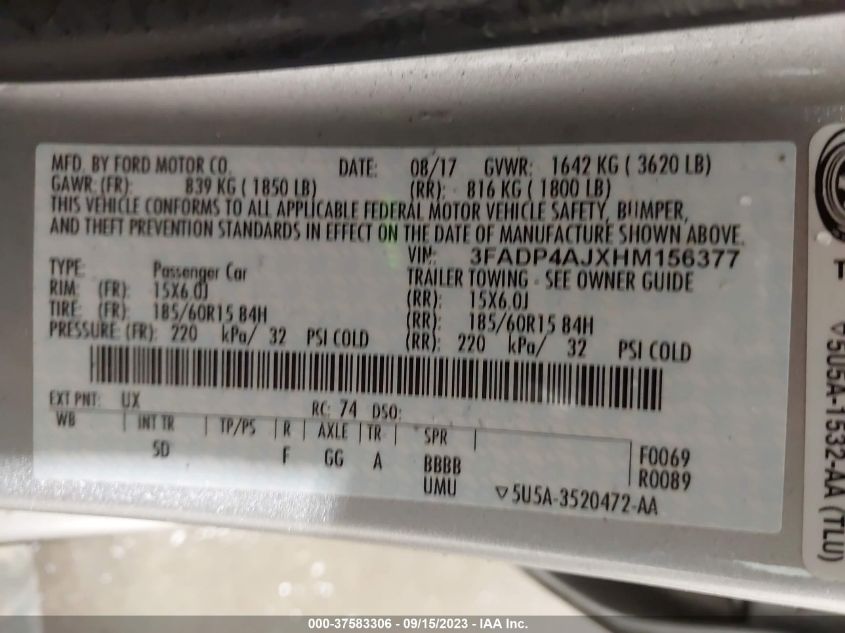 MFD. BY FORD MOTOR CO. DATE: 08/17 GVWR: 1642 KG ( 3620 LB)
GAWR: (FR): 839 KG ( 1850 LB) (RR): 816 KG ( 1800 LB)
THIS VEHICLE CONFORMS TO ALL APPLICABLE FEDERAL MOTOR VEHICLE SAFETY, BUMPER,
AND THEFT PREVENTION STANDARDS IN EFFECT ON THE DATE OF MANUFACTURE SHOWN ABOVE.
VIN: 3FADP4AJXHM156377
TYPE: Passenger Car TRAILER TOWING - SEE OWNER GUIDE
RIM: (FR): 15X6.0J (RR): 15X6.0J
TIRE: (FR): 185/60R15 84H (RR): 185/60R15 84H
PRESSURE: (FR): 220 kPa/ 32 PSI COLD (RR): 220 kPa/ 32 PSI COLD
EXT PNT: UX RC: 74 DSO:
WB INT TR TP/PS R AXLE TR SPR
5D F GG A BBBB F0069
UMU R0089
▽5U5A-3520472-AA
T
▽5U5A-1532-AA (TLU)
000-37583306 - 09/15/2023 - IAA Inc.